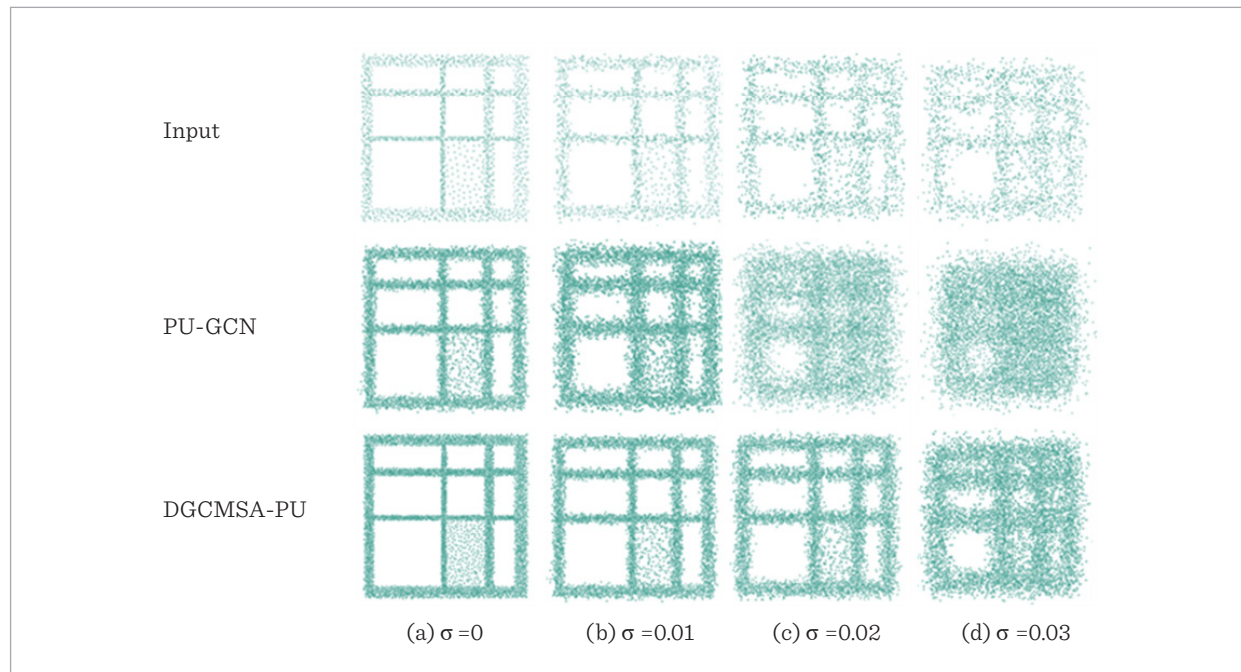 Input
PU-GCN
DGCMSA-PU
(a) σ =0 (b) σ =0.01 (c) σ =0.02 (d) σ =0.03